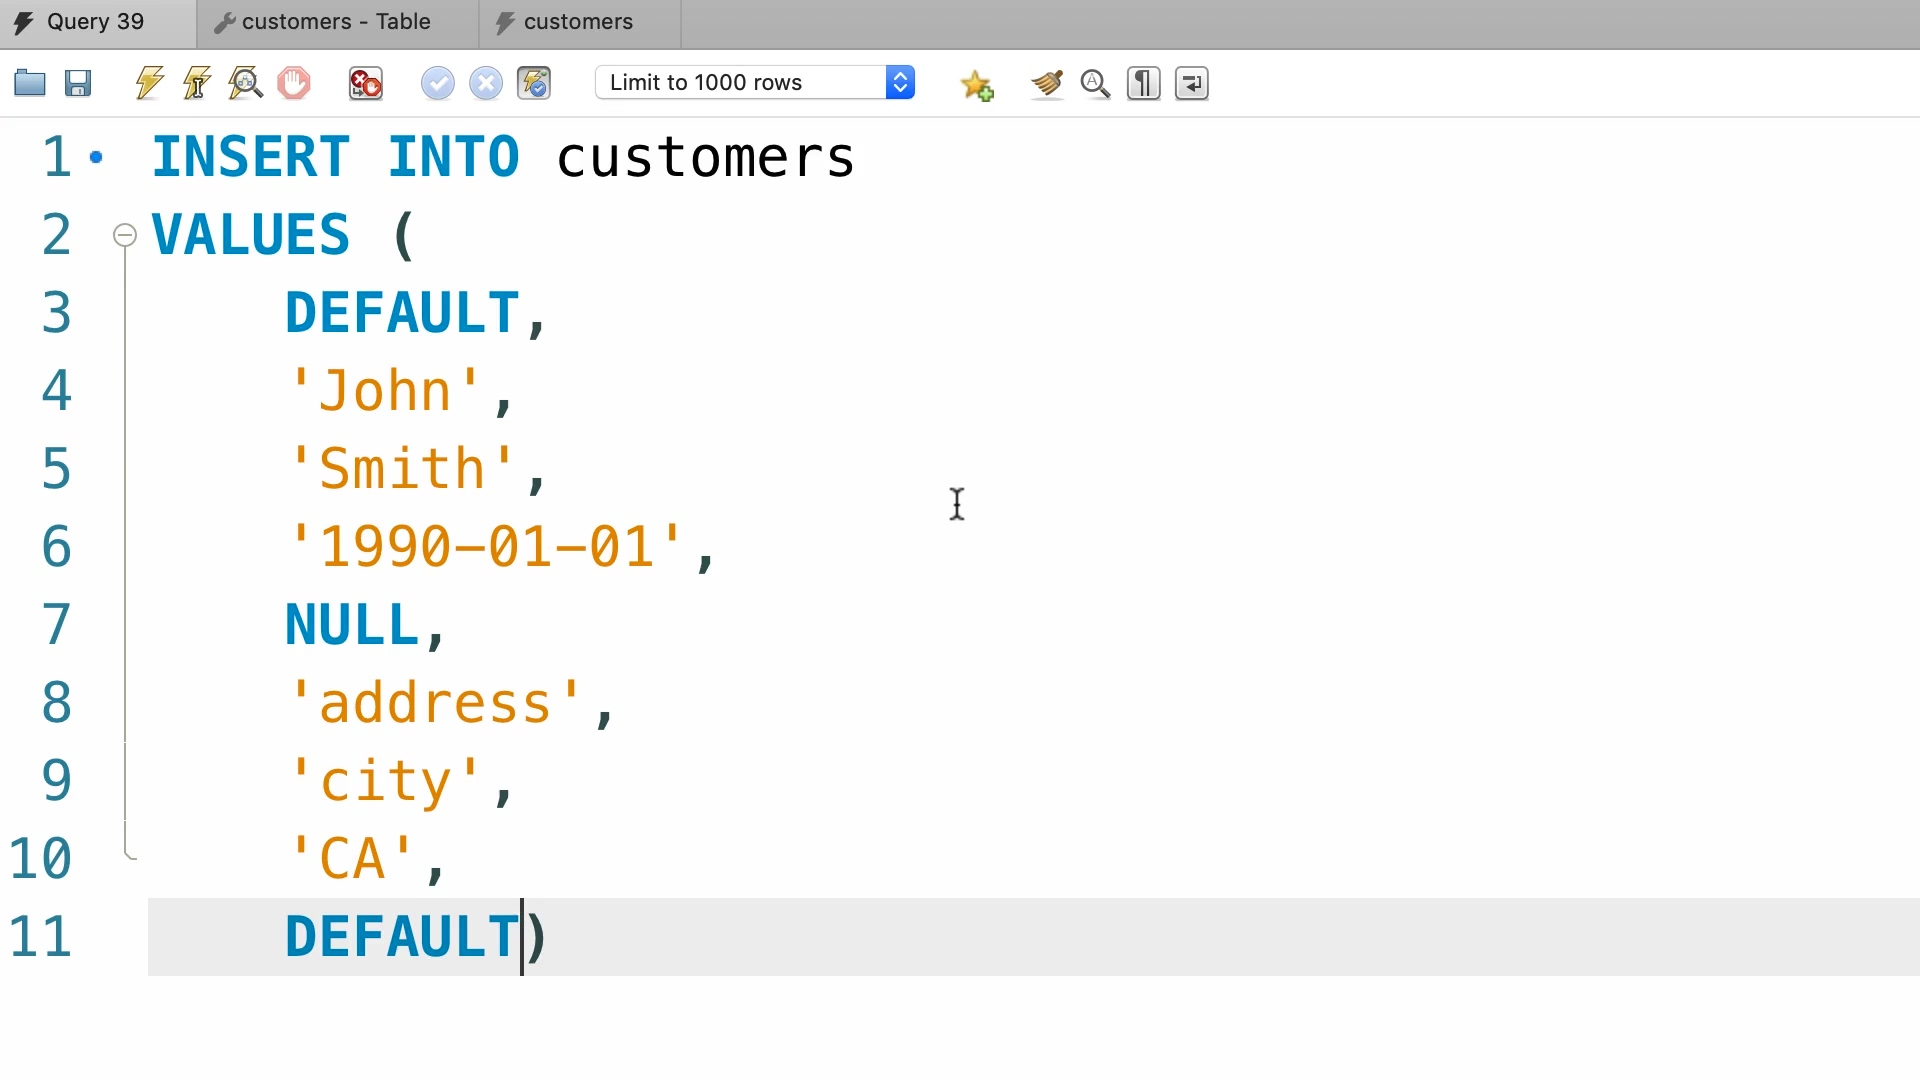 Query 39 customers - Table customers
Limit to 1000 rows
1 INSERT INTO customers
2 VALUES (
3 DEFAULT,
4 'John',
5 'Smith',
6 '1990-01-01',
7 NULL,
8 'address',
9 'city',
10 'CA',
11 DEFAULT)